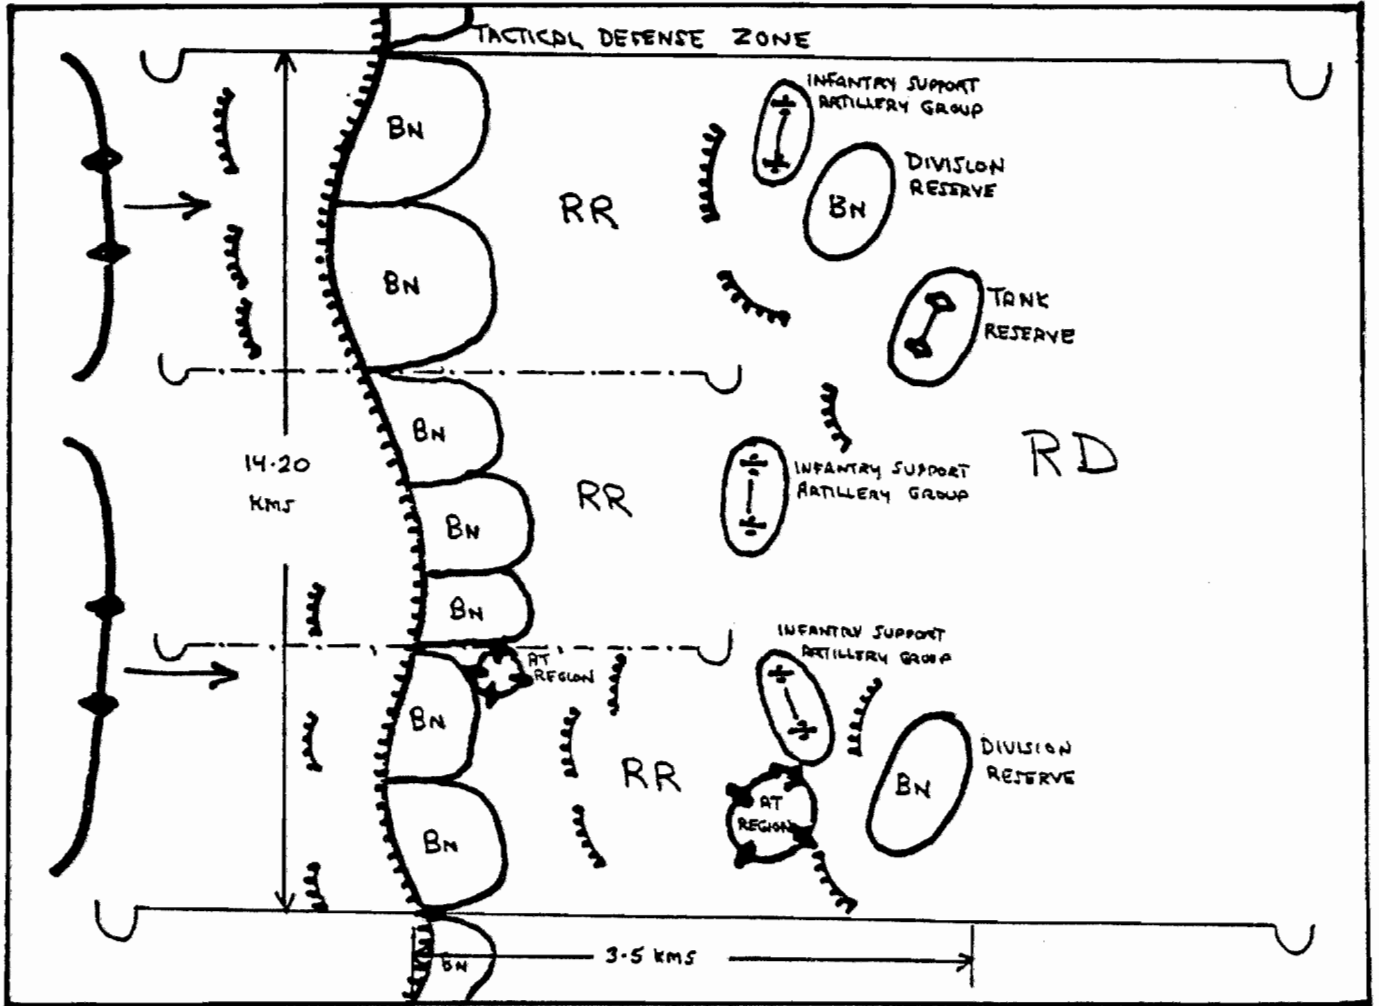 TACTICAL DEFENSE ZONE
INFANTRY SUPPORT
ARTILLERY GROUP
BN
DIVISION
RESERVE
BN
RR
BN
TANK
RESERVE
BN
RD
14-20
KMS
INFANTRY SUPPORT
ARTILLERY GROUP
RR
BN
BN
INFANTRY SUPPORT
ARTILLERY GROUP
AT
REGION
BN
DIVISION
RESERVE
RR
BN
AT
REGION
BN
3-5 KMS
BN